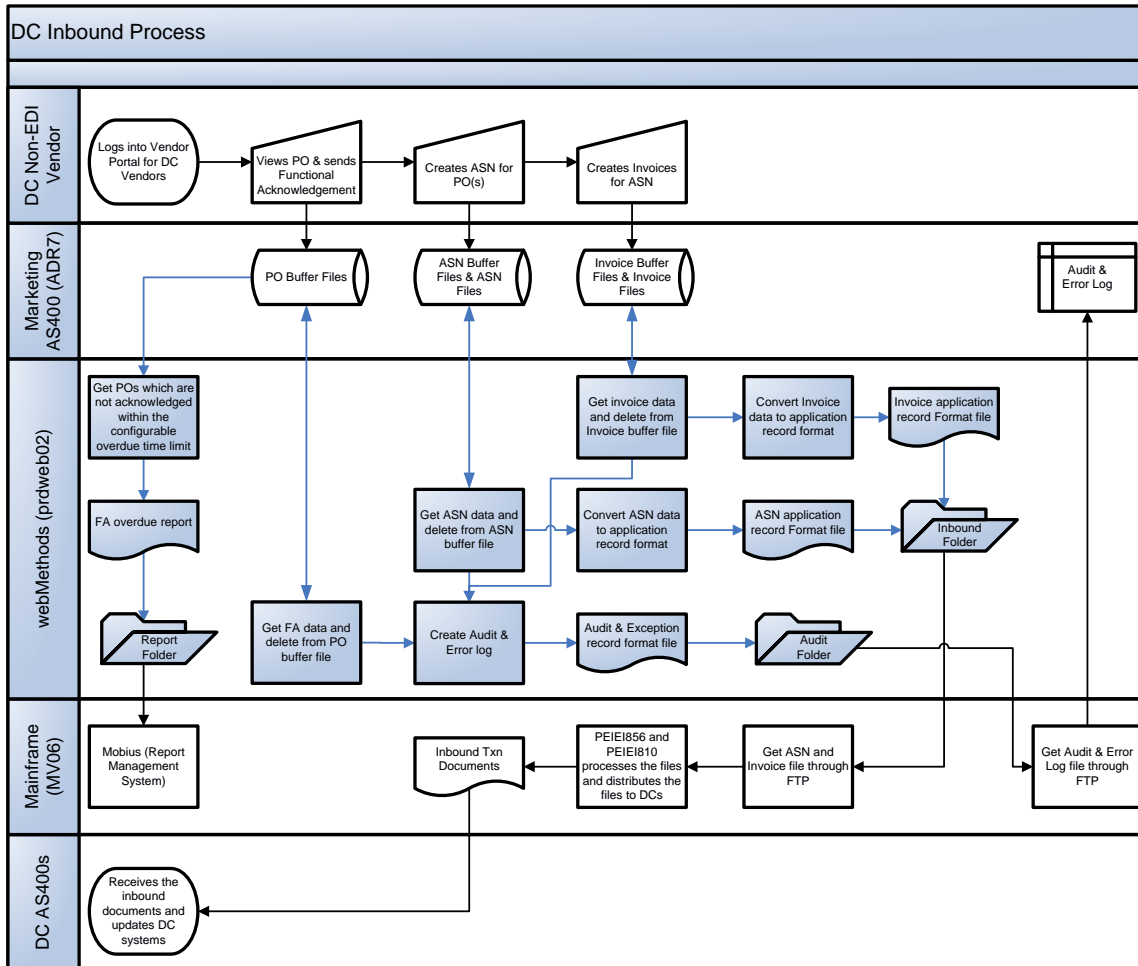 DC Inbound Process
DC Non-EDI
Vendor
Logs into Vendor
Portal for DC
Vendors
Views PO & sends
Functional
Acknowledgement
Creates ASN for
PO(s)
Creates Invoices
for ASN
Marketing
AS400 (ADR7)
PO Buffer Files
ASN Buffer
Files & ASN
Files
Invoice Buffer
Files & Invoice
Files
Audit &
Error Log
webMethods (prdweb02)
Get POs which are
not acknowledged
within the
configurable
overdue time limit
Get invoice data
and delete from
Invoice buffer file
Convert Invoice
data to application
record format
Invoice application
record Format file
FA overdue report
Get ASN data and
delete from ASN
buffer file
Convert ASN data
to application
record format
ASN application
record Format file
Inbound
Folder
Report
Folder
Get FA data and
delete from PO
buffer file
Create Audit &
Error log
Audit & Exception
record format file
Audit
Folder
Mainframe
(MV06)
Mobius (Report
Management
System)
Inbound Txn
Documents
PEIEI856 and
PEIEI810
processes the files
and distributes the
files to DCs
Get ASN and
Invoice file through
FTP
Get Audit & Error
Log file through
FTP
DC AS400s
Receives the
inbound
documents and
updates DC
systems